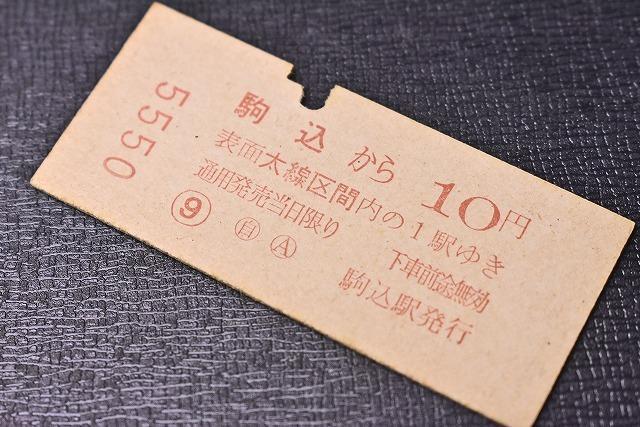 5550
駒込から 10円
表面太線区間内の1駅ゆき
通用発売当日限り 下車前途無効
⑨ ㊀自 Ⓐ 駒込駅発行